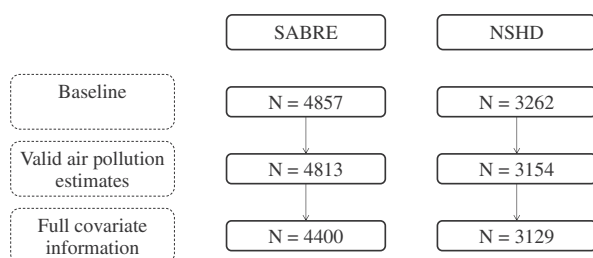 SABRE
NSHD
Baseline
N = 4857
N = 3262
Valid air pollution
estimates
N = 4813
N = 3154
Full covariate
information
N = 4400
N = 3129